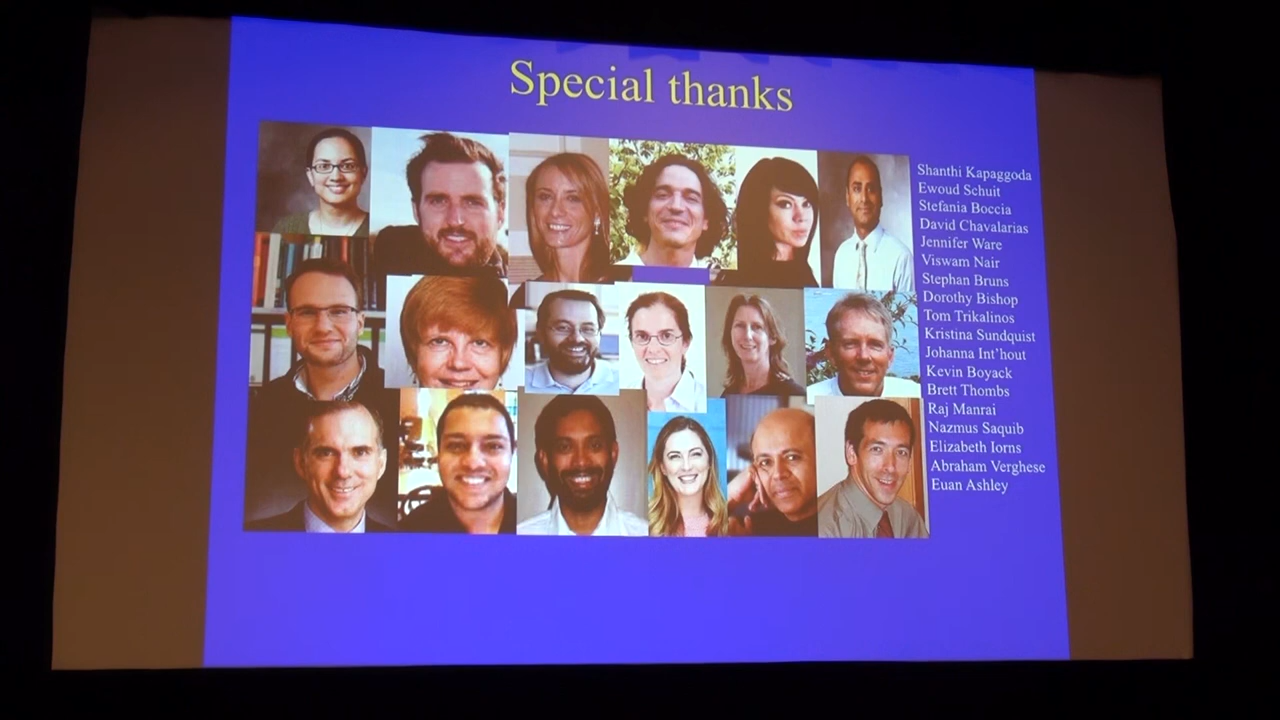 Special thanks
Shanthi Kapaggoda
Ewoud Schuit
Stefania Boccia
David Chavalarias
Jennifer Ware
Viswam Nair
Stephan Bruns
Dorothy Bishop
Tom Trikalinos
Kristina Sundquist
Johanna Int'hout
Kevin Boyack
Brett Thombs
Raj Manrai
Nazmus Saquib
Elizabeth Iorns
Abraham Verghese
Euan Ashley